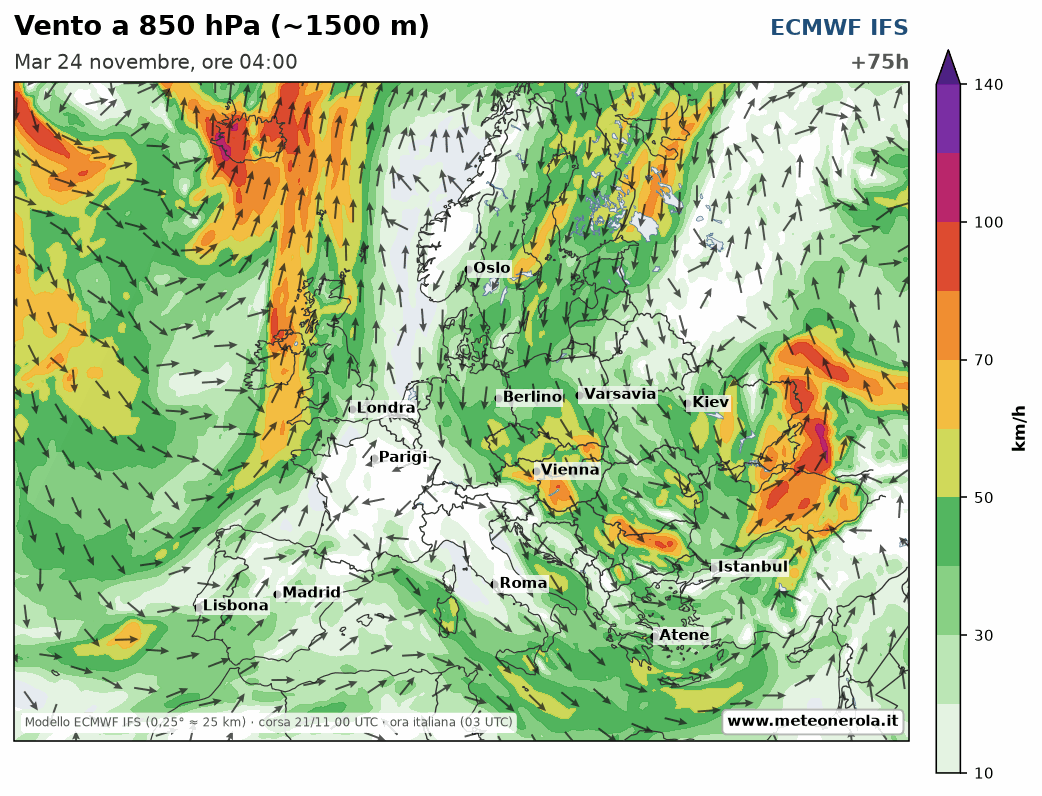 Vento a 850 hPa (~1500 m)
ECMWF IFS
Mar 24 novembre, ore 04:00
+75h
140
100
70
50
30
10
km/h
Oslo
Londra
Berlino
Varsavia
Kiev
Parigi
Vienna
Istanbul
Roma
Madrid
Lisbona
Atene
Modello ECMWF IFS (0,25° ≈ 25 km) · corsa 21/11 00 UTC · ora italiana (03 UTC)
www.meteonerola.it